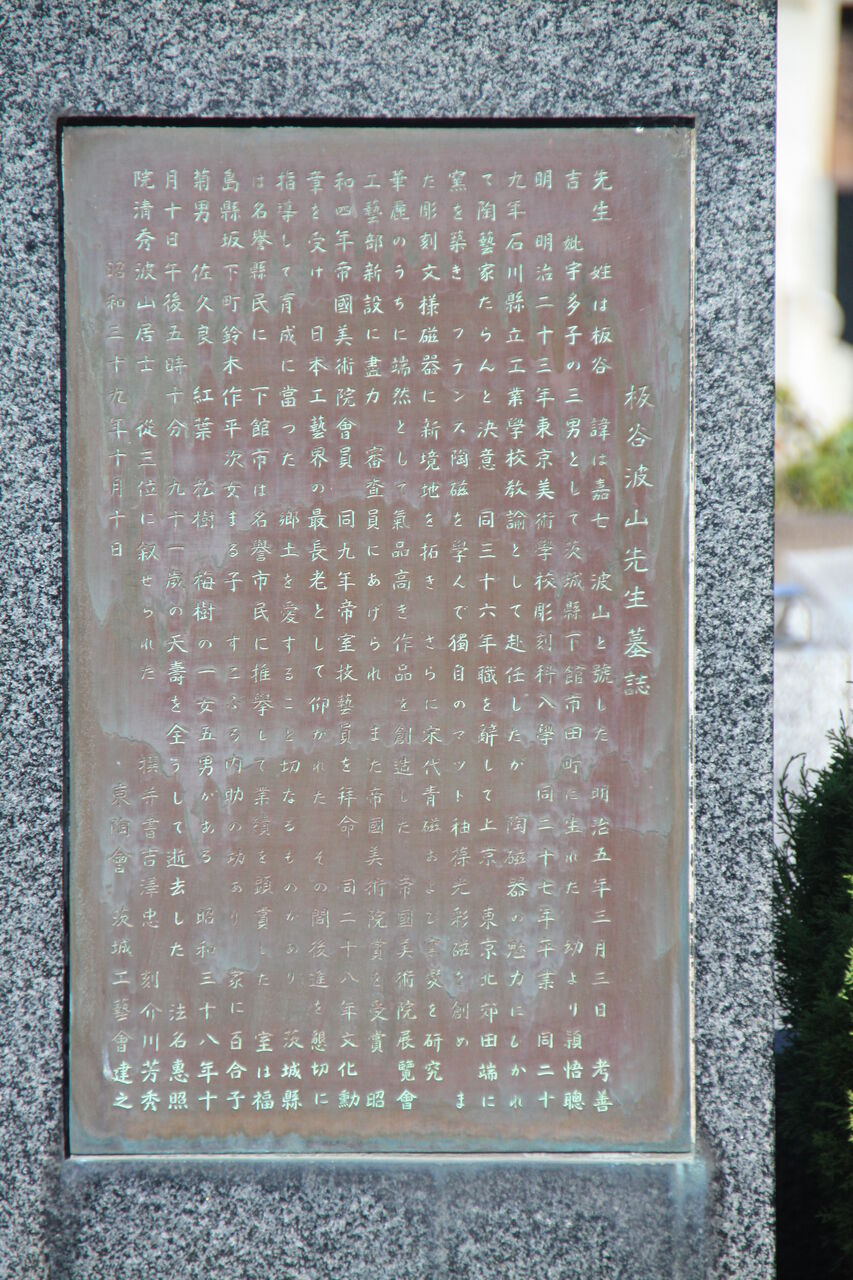 板谷波山先生墓誌
先生 姓は板谷 諱は嘉七 波山と號した 明治五年三月三日 考善
吉 妣宇多子の三男として茨城縣下館市田町に生れた 幼より穎悟聰
明 明治二十三年東京美術學校彫刻科入學 同二十七年卒業 同二十
九年石川縣立工業學校敎諭として赴任したが 陶磁器の魅力にひかれ
て陶藝家たらんと決意 同三十六年職を辭して上京 東京北郊田端に
窯を築き フランス陶磁を學んで獨自のマット釉葆光彩磁を創め ま
た彫刻文様磁器に新境地を拓き さらに宋代青磁および窯変を研究
華麗のうちに端然として氣品高き作品を創造した 帝國美術院展覽會
工藝部新設に盡力 審査員にあげられ また帝國美術院賞を受賞 昭
和四年帝國美術院會員 同九年帝室技藝員を拜命 同二十八年文化勳
章を受け 日本工藝界の最長老として仰かれた その間後進を懇切に
指導して育成に當つた 郷土を愛すること切なるものがあり 茨城縣
は名譽縣民に 下館市は名譽市民に推擧して業績を顕賞した 室は福
島縣坂下町鈴木作平次女まる子 すこぶる内助の功あり 家に百合子
菊男 佐久良 紅葉 松樹 梅樹の一女五男がある 昭和三十八年十
月十日午後五時十分 九十一歳の天壽を全うして逝去した 法名惠照
院清秀波山居士 從三位に叙せられた 撰并書吉澤忠 刻介川芳秀
昭和三十九年十月十日 東陶會 茨城工藝會建之